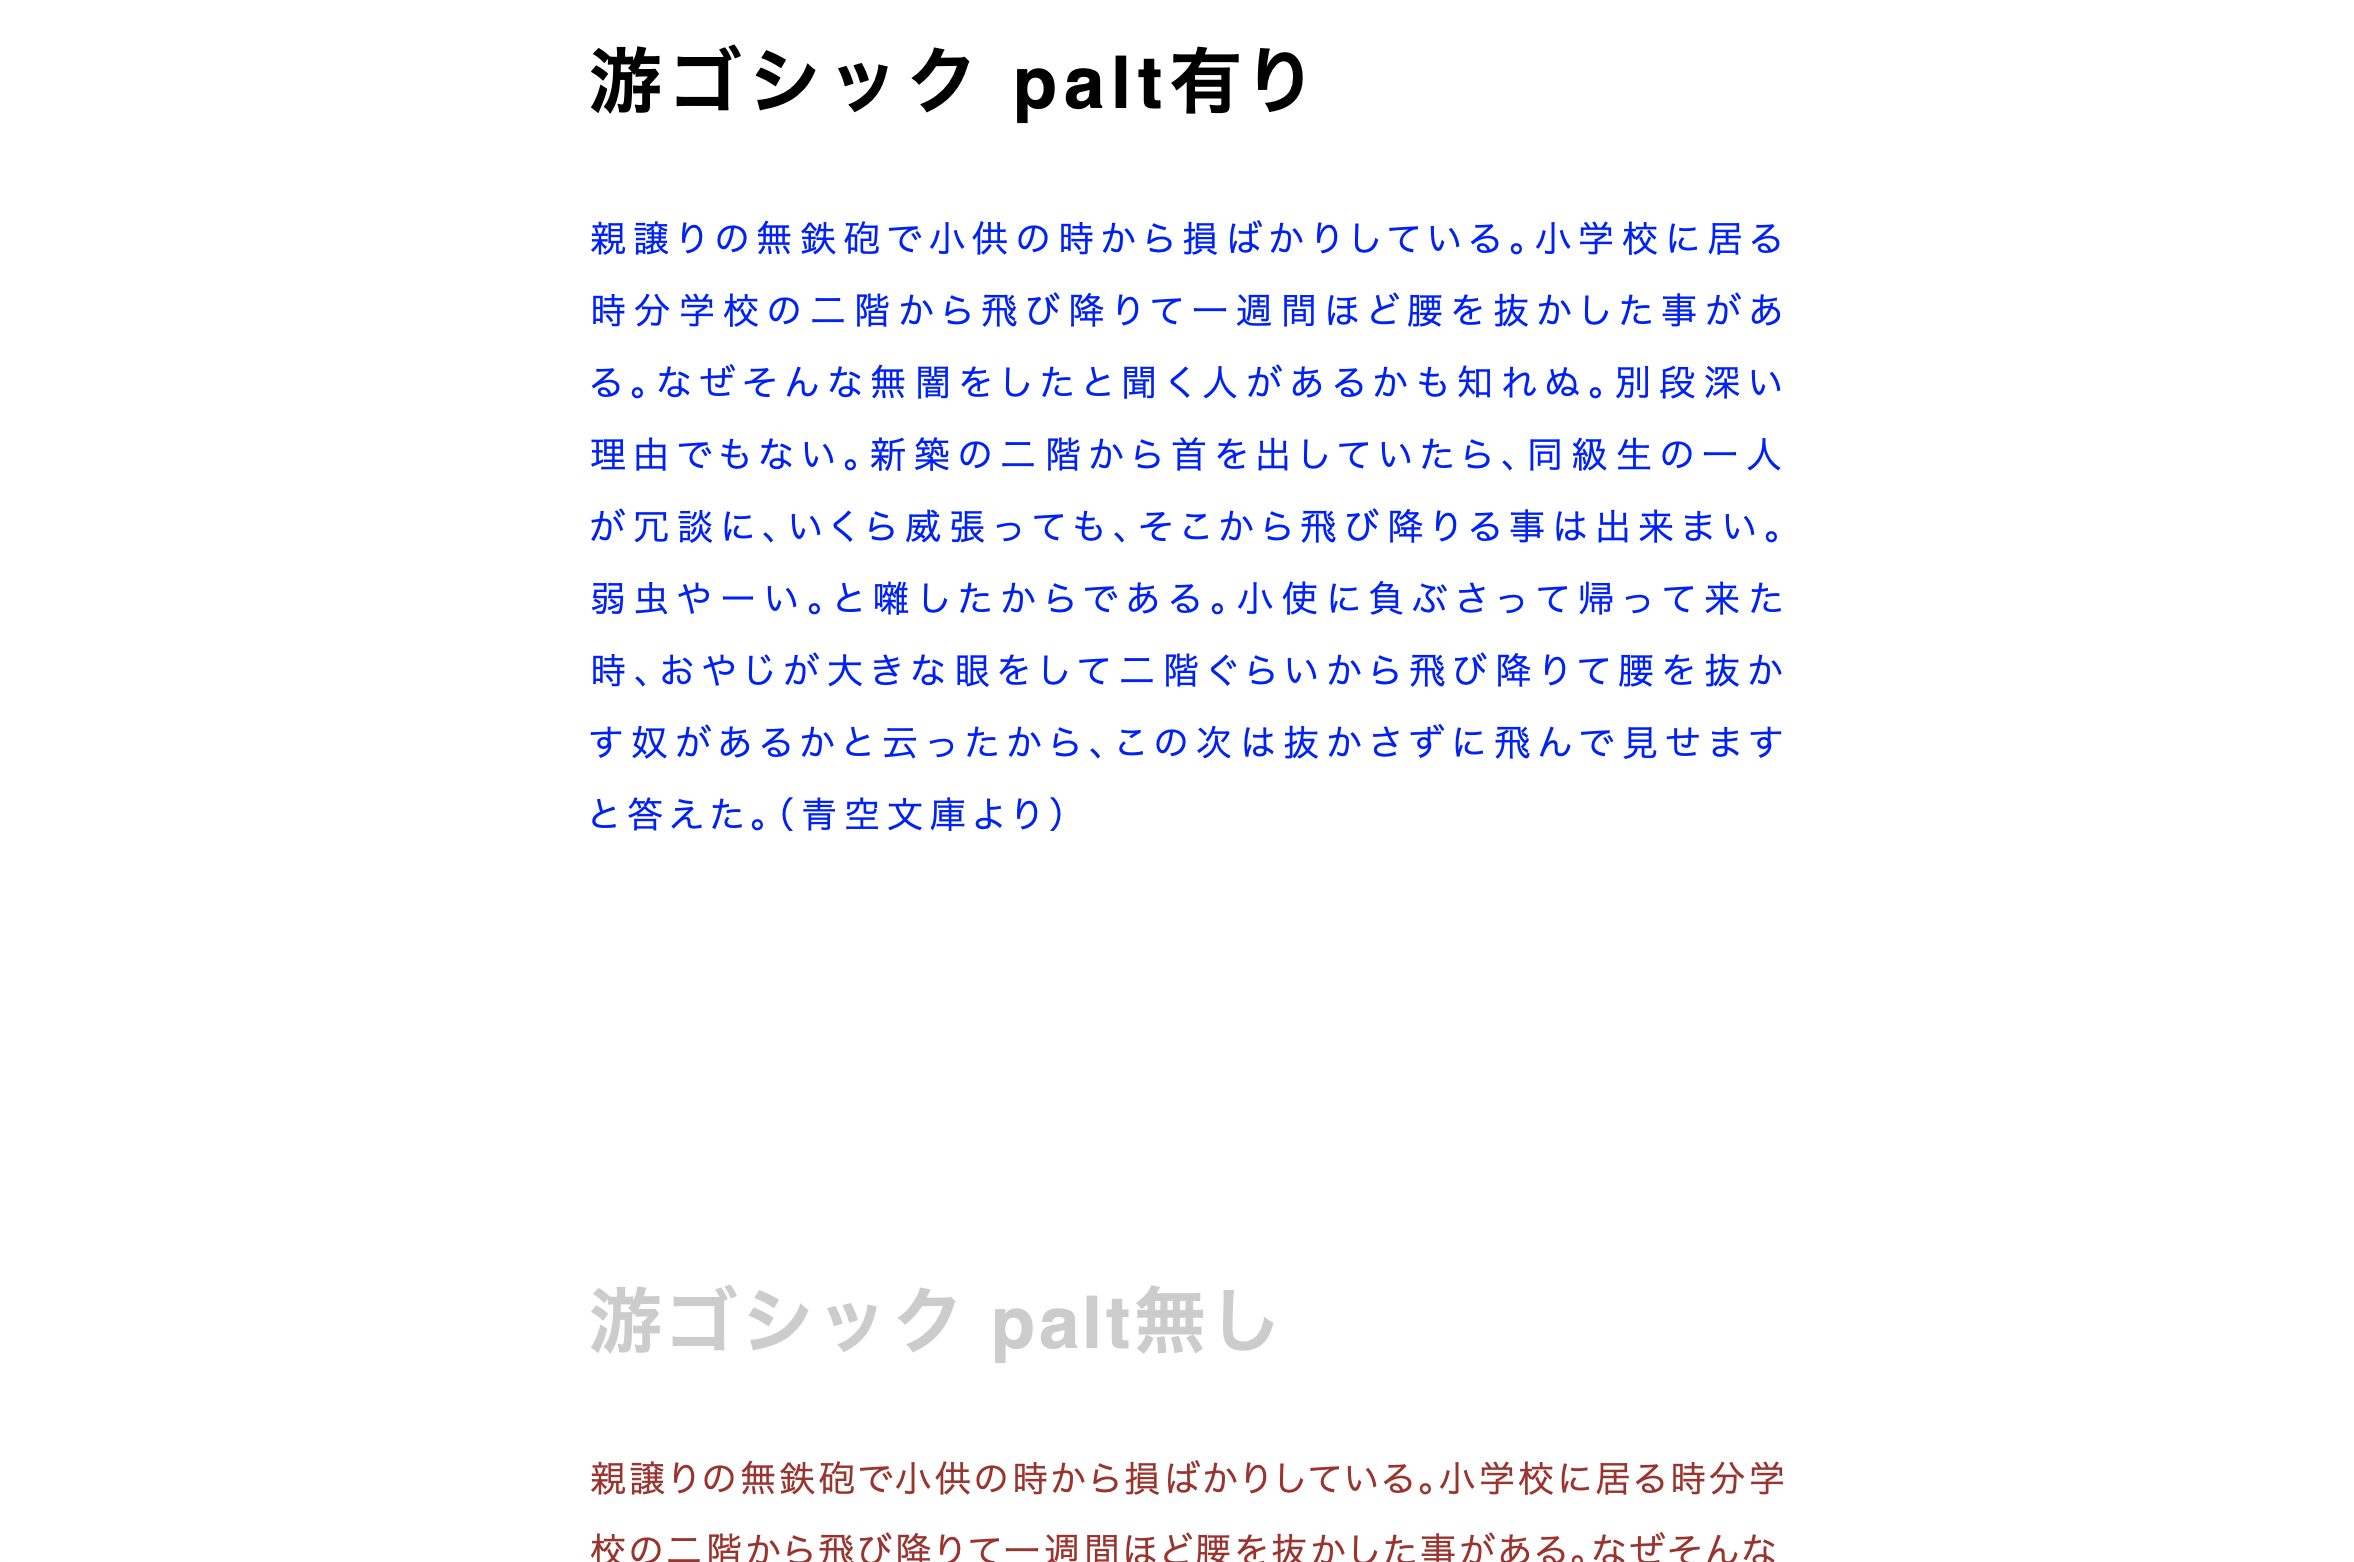 游ゴシック palt有り
親譲りの無鉄砲で小供の時から損ばかりしている。小学校に居る
時分学校の二階から飛び降りて一週間ほど腰を抜かした事があ
る。なぜそんな無闇をしたと聞く人があるかも知れぬ。別段深い
理由でもない。新築の二階から首を出していたら、同級生の一人
が冗談に、いくら威張っても、そこから飛び降りる事は出来まい。
弱虫やーい。と囃したからである。小使に負ぶさって帰って来た
時、おやじが大きな眼をして二階ぐらいから飛び降りて腰を抜か
す奴があるかと云ったから、この次は抜かさずに飛んで見せます
と答えた。（青空文庫より）
游ゴシック palt無し
親譲りの無鉄砲で小供の時から損ばかりしている。小学校に居る時分学
校の二階から飛び降りて一週間ほど腰を抜かした事がある。なぜそんな